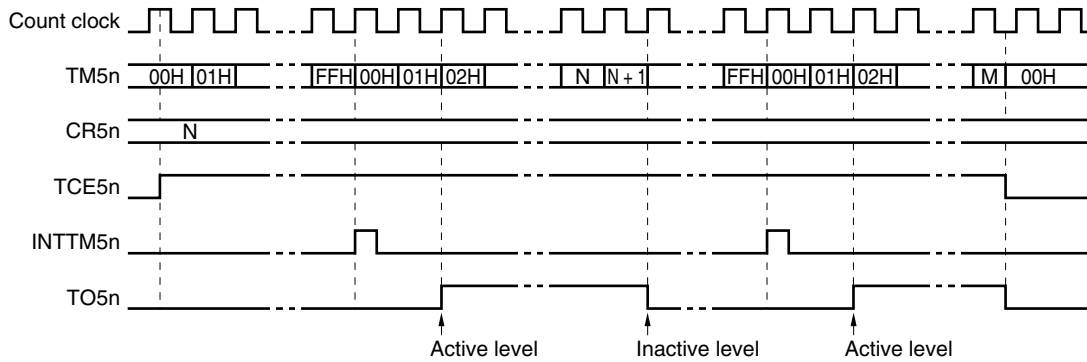 Count clock
TM5n 00H 01H FFH 00H 01H 02H N N + 1 FFH 00H 01H 02H M 00H
CR5n N
TCE5n
INTTM5n
TO5n
Active level Inactive level Active level